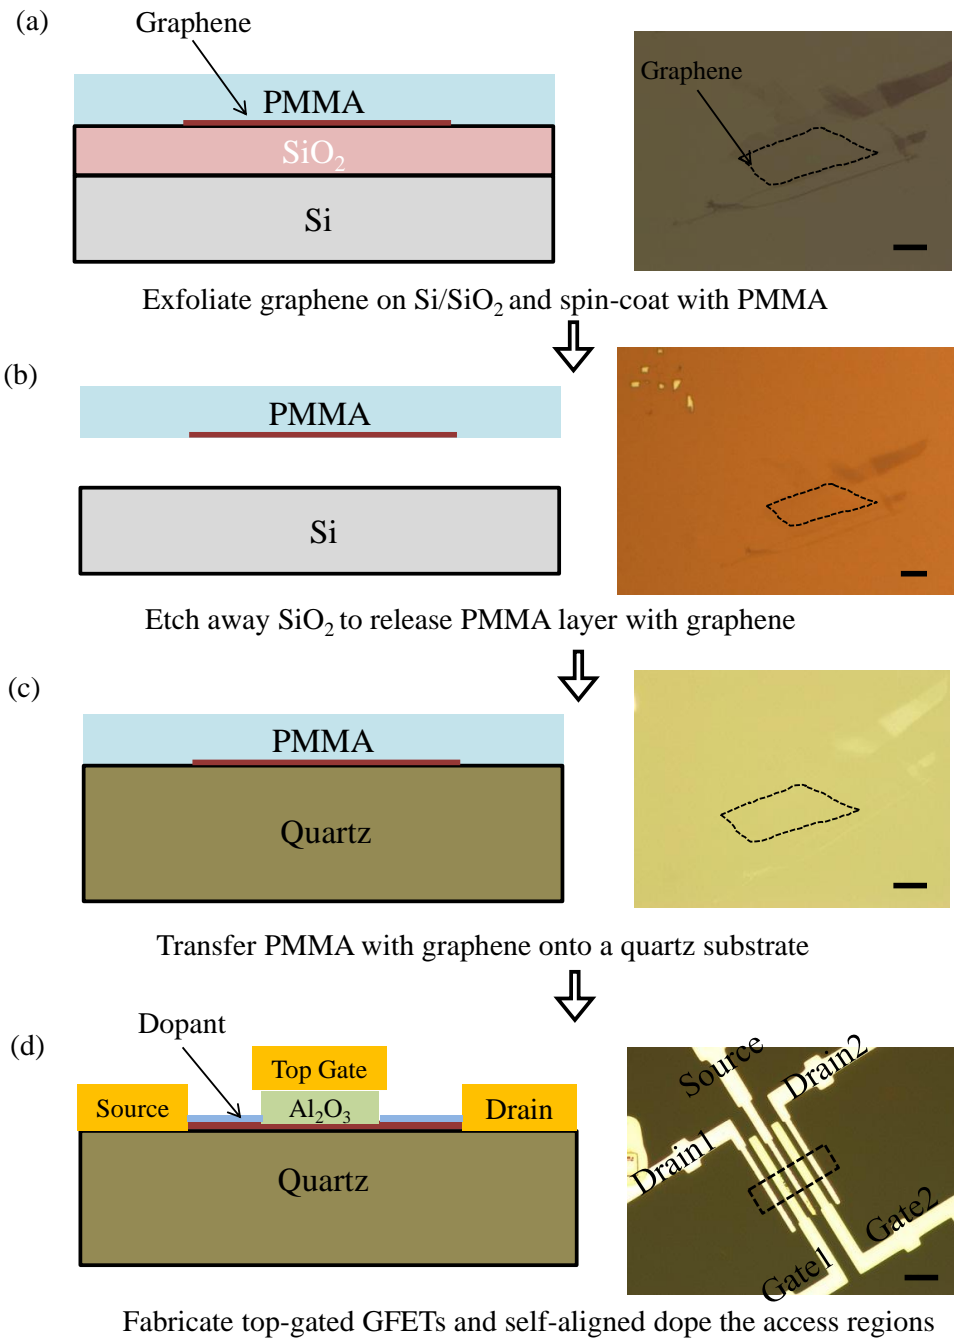 (a)
Graphene
PMMA
SiO₂
Si
Graphene
Exfoliate graphene on Si/SiO₂ and spin-coat with PMMA
(b)
PMMA
Si
Etch away SiO₂ to release PMMA layer with graphene
(c)
PMMA
Quartz
Transfer PMMA with graphene onto a quartz substrate
(d)
Dopant
Top Gate
Source
Al₂O₃
Drain
Quartz
Source
Drain2
Drain1
Gate2
Gate1
Fabricate top-gated GFETs and self-aligned dope the access regions